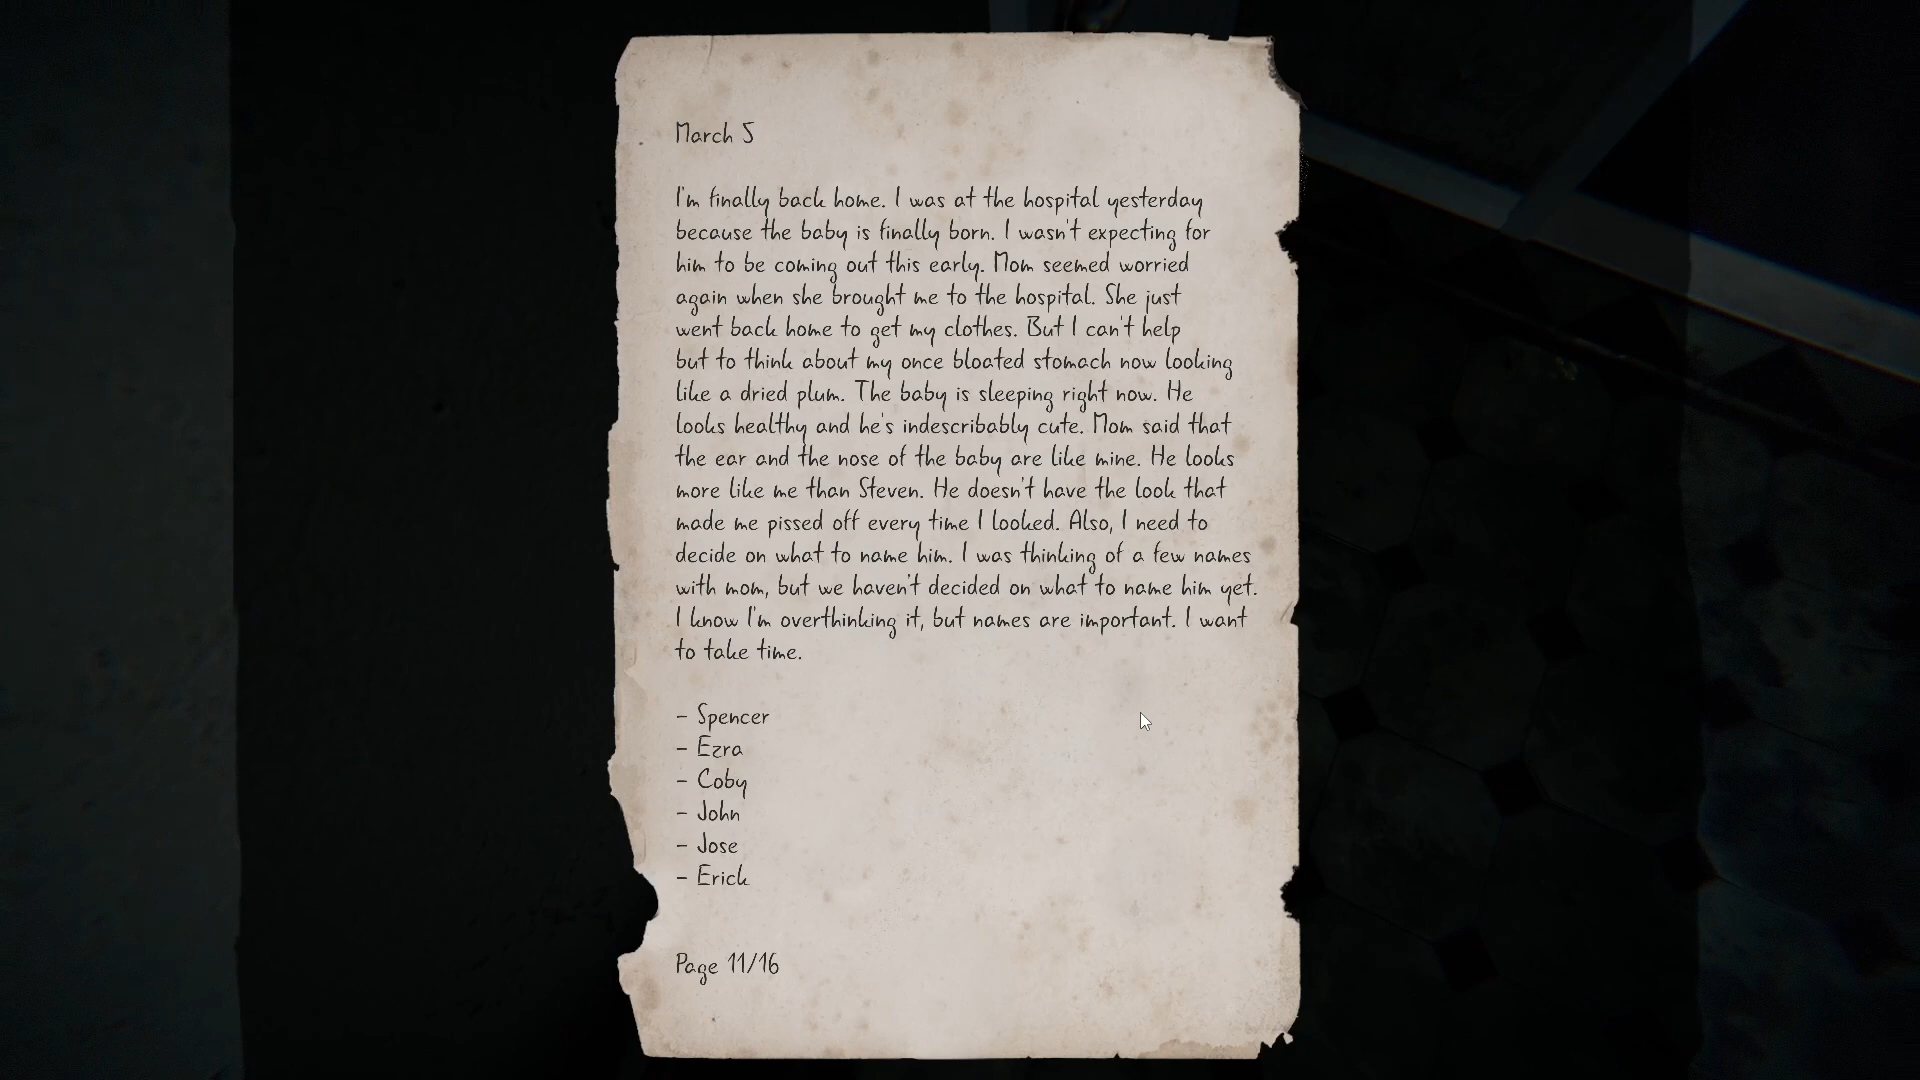 March 5
I'm finally back home. I was at the hospital yesterday
because the baby is finally born. I wasn't expecting for
him to be coming out this early. Mom seemed worried
again when she brought me to the hospital. She just
went back home to get my clothes. But I can't help
but to think about my once bloated stomach now looking
like a dried plum. The baby is sleeping right now. He
looks healthy and he's indescribably cute. Mom said that
the ear and the nose of the baby are like mine. He looks
more like me than Steven. He doesn't have the look that
made me pissed off every time I looked. Also, I need to
decide on what to name him. I was thinking of a few names
with mom, but we haven't decided on what to name him yet.
I know I'm overthinking it, but names are important. I want
to take time.
- Spencer
- Ezra
- Coby
- John
- Jose
- Erick
Page 11/16